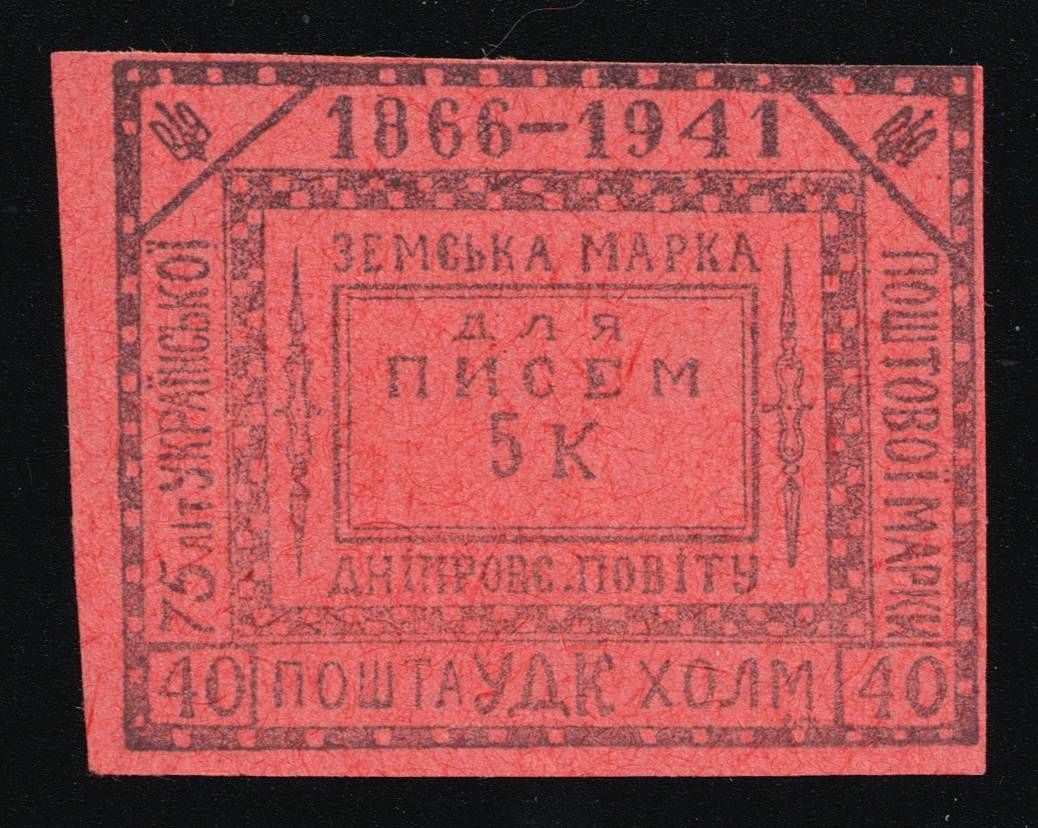 1866–1941
75 літ УКРАЇНСЬКОЇ
ПОШТОВОЇ МАРКИ
ЗЕМСЬКА МАРКА
для
ПИСЕМ
5 К
ДНІПРОВС. ПОВІТУ
40 ПОШТА УДК ХОЛМ 40